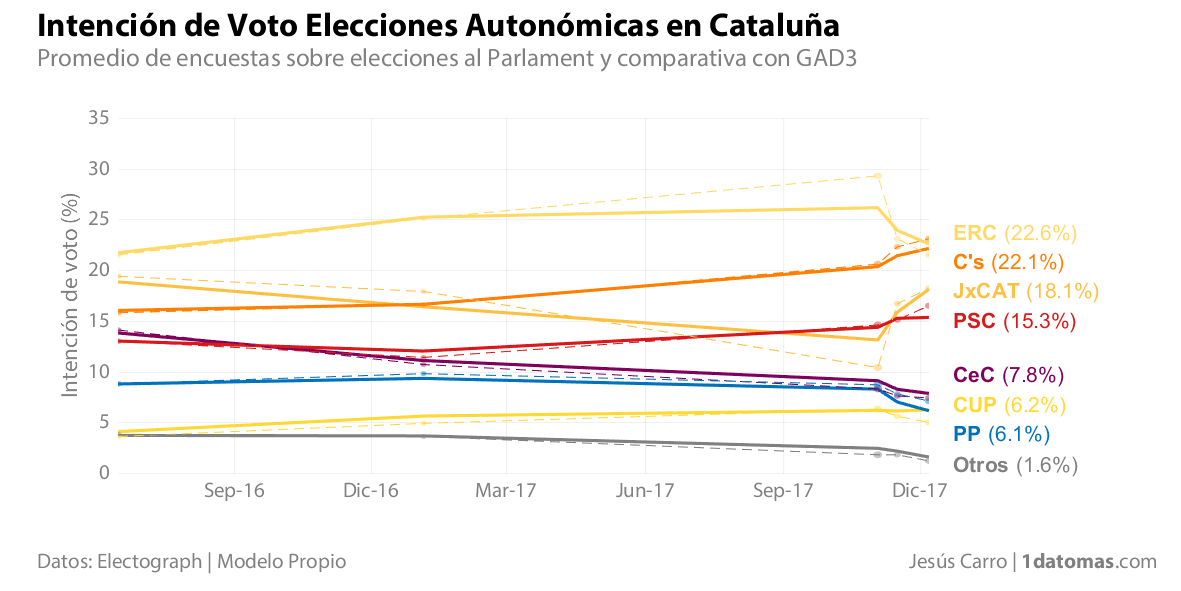 Intención de Voto Elecciones Autonómicas en Cataluña
Promedio de encuestas sobre elecciones al Parlament y comparativa con GAD3
Intención de voto (%)
35
30
25
20
15
10
5
0
Sep-16
Dic-16
Mar-17
Jun-17
Sep-17
Dic-17
ERC (22.6%)
C's (22.1%)
JxCAT (18.1%)
PSC (15.3%)
CeC (7.8%)
CUP (6.2%)
PP (6.1%)
Otros (1.6%)
Datos: Electograph | Modelo Propio
Jesús Carro | 1datomas.com